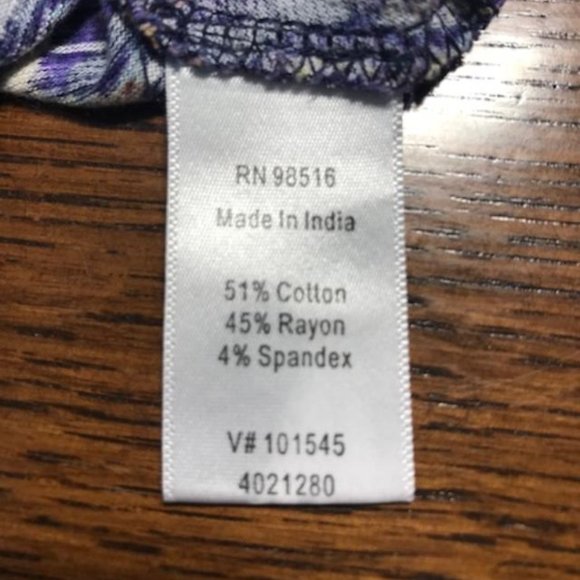 RN 98516
Made In India
51% Cotton
45% Rayon
4% Spandex
V# 101545
4021280